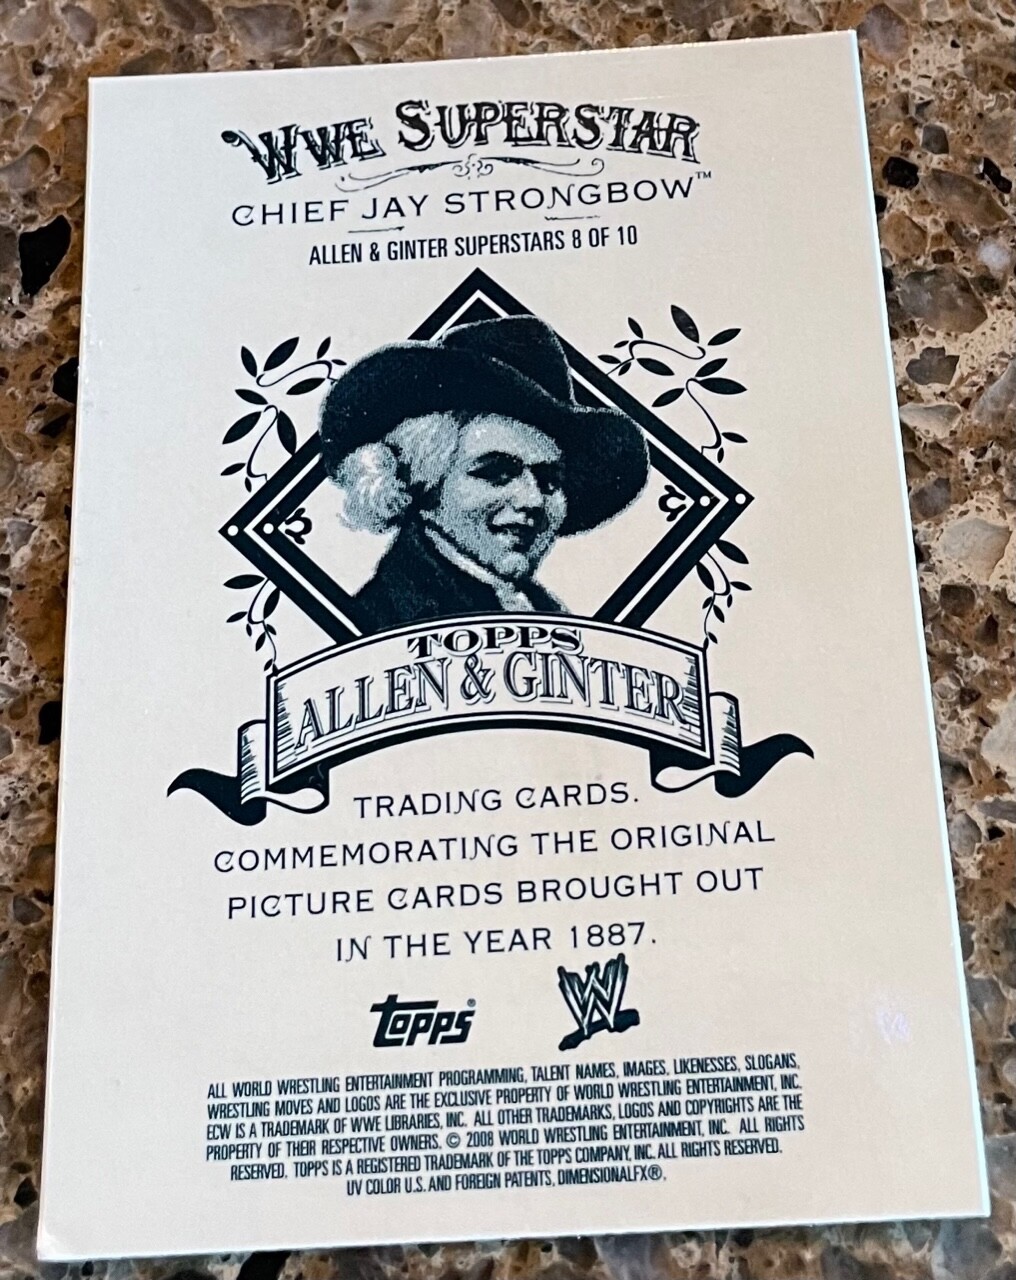 WWE SUPERSTAR
CHIEF JAY STRONGBOW™
ALLEN & GINTER SUPERSTARS 8 OF 10
TOPPS
ALLEN & GINTER
TRADING CARDS.
COMMEMORATING THE ORIGINAL
PICTURE CARDS BROUGHT OUT
IN THE YEAR 1887.
topps® W
ALL WORLD WRESTLING ENTERTAINMENT PROGRAMMING, TALENT NAMES, IMAGES, LIKENESSES, SLOGANS,
WRESTLING MOVES AND LOGOS ARE THE EXCLUSIVE PROPERTY OF WORLD WRESTLING ENTERTAINMENT, INC.
ECW IS A TRADEMARK OF WWE LIBRARIES, INC. ALL OTHER TRADEMARKS, LOGOS AND COPYRIGHTS ARE THE
PROPERTY OF THEIR RESPECTIVE OWNERS. © 2008 WORLD WRESTLING ENTERTAINMENT, INC. ALL RIGHTS
RESERVED. TOPPS IS A REGISTERED TRADEMARK OF THE TOPPS COMPANY, INC. ALL RIGHTS RESERVED.
UV COLOR U.S. AND FOREIGN PATENTS, DIMENSIONALFX®.